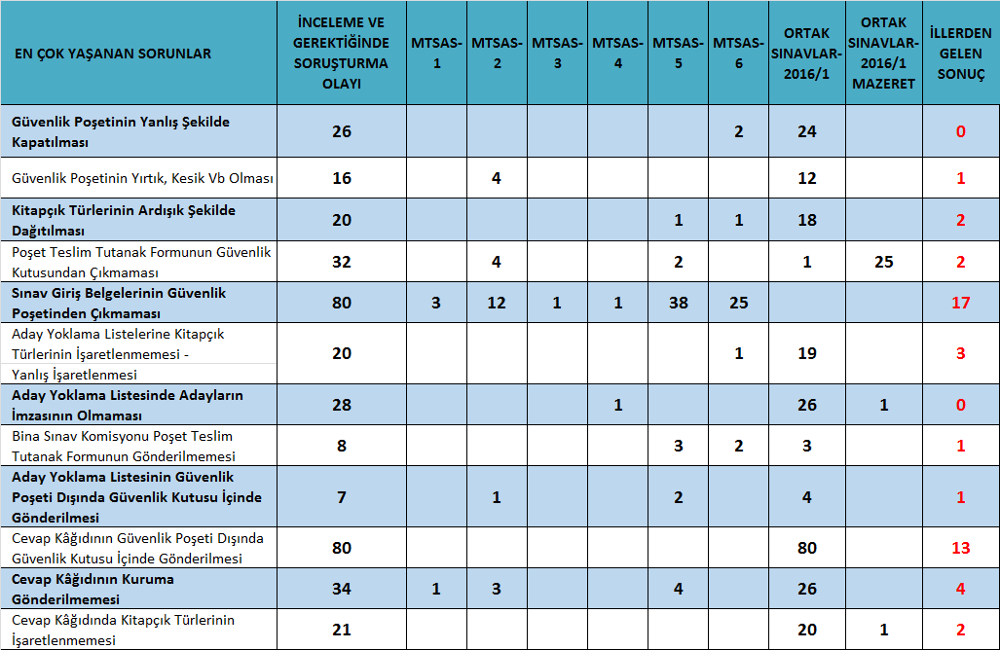 EN ÇOK YAŞANAN SORUNLAR
İNCELEME VE
GEREKTİĞİNDE
SORUŞTURMA
OLAYI
MTSAS-
1
MTSAS-
2
MTSAS-
3
MTSAS-
4
MTSAS-
5
MTSAS-
6
ORTAK
SINAVLAR-
2016/1
ORTAK
SINAVLAR-
2016/1
MAZERET
İLLERDEN
GELEN
SONUÇ
Güvenlik Poşetinin Yanlış Şekilde
Kapatılması
26 2 24 0
Güvenlik Poşetinin Yırtık, Kesik Vb Olması 16 4 12 1
Kitapçık Türlerinin Ardışık Şekilde
Dağıtılması
20 1 1 18 2
Poşet Teslim Tutanak Formunun Güvenlik
Kutusundan Çıkmaması
32 4 2 1 25 2
Sınav Giriş Belgelerinin Güvenlik
Poşetinden Çıkmaması
80 3 12 1 1 38 25 17
Aday Yoklama Listelerine Kitapçık
Türlerinin İşaretlenmemesi -
Yanlış İşaretlenmesi
20 1 19 3
Aday Yoklama Listesinde Adayların
İmzasının Olmaması
28 1 26 1 0
Bina Sınav Komisyonu Poşet Teslim
Tutanak Formunun Gönderilmemesi
8 3 2 3 1
Aday Yoklama Listesinin Güvenlik
Poşeti Dışında Güvenlik Kutusu İçinde
Gönderilmesi
7 1 2 4 1
Cevap Kâğıdının Güvenlik Poşeti Dışında
Güvenlik Kutusu İçinde Gönderilmesi
80 80 13
Cevap Kâğıdının Kuruma
Gönderilmemesi
34 1 3 4 26 4
Cevap Kâğıdında Kitapçık Türlerinin
İşaretlenmemesi
21 20 1 2